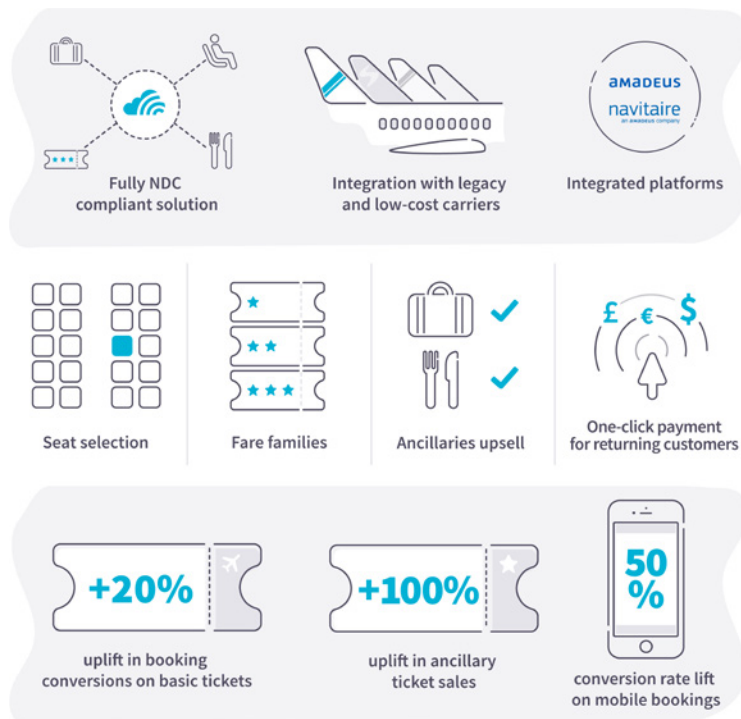 AMADEUS
navitaire
an AMADEUS company
Fully NDC
compliant solution
Integration with legacy
and low-cost carriers
Integrated platforms
£ € $
Seat selection
Fare families
Ancillaries upsell
One-click payment
for returning customers
+20%
+100%
50
%
uplift in booking
conversions on basic tickets
uplift in ancillary
ticket sales
conversion rate lift
on mobile bookings